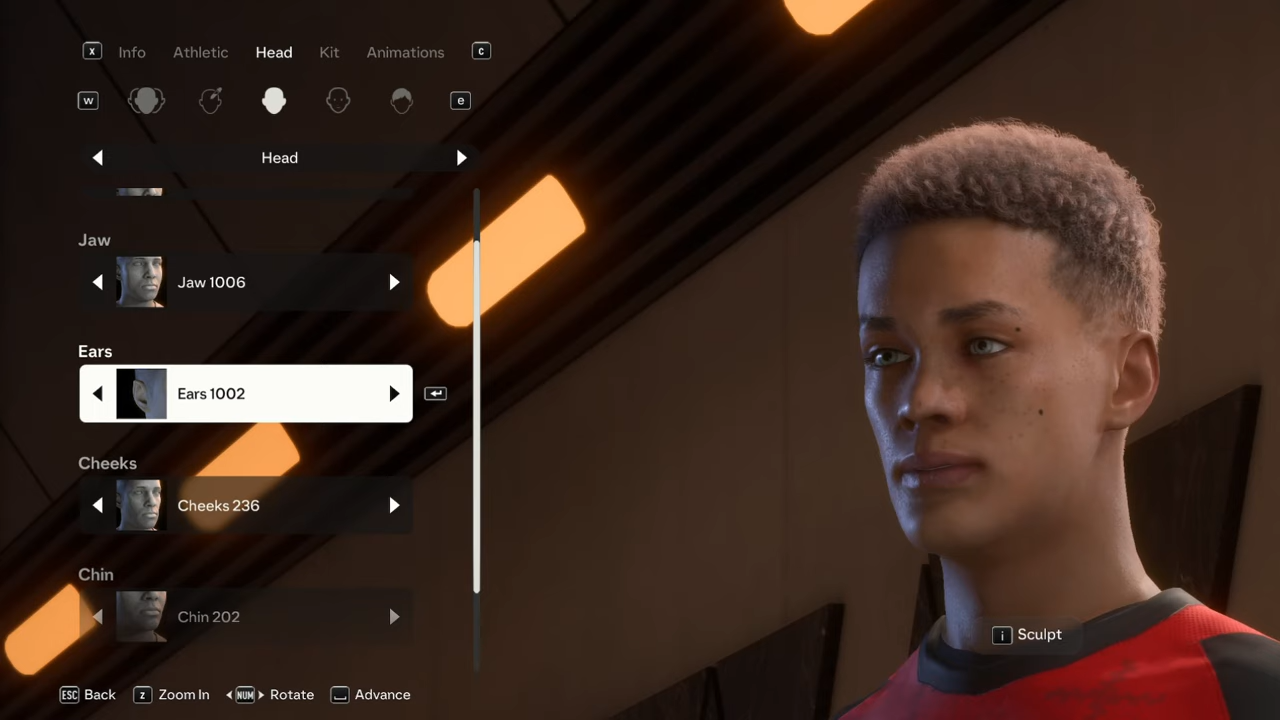 X Info Athletic Head Kit Animations C
w e
Head
Jaw
Jaw 1006
Ears
Ears 1002
Cheeks
Cheeks 236
Chin
Chin 202
i Sculpt
ESC Back z Zoom In NUM Rotate Advance